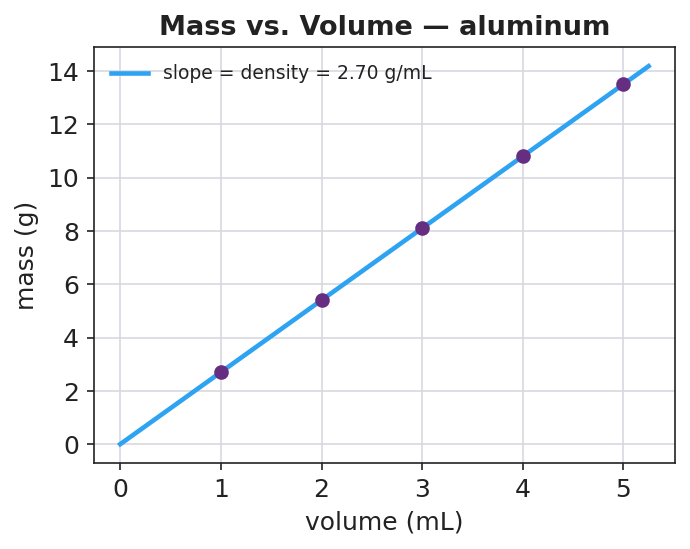 Mass vs. Volume — aluminum
slope = density = 2.70 g/mL
mass (g)
14
12
10
8
6
4
2
0
0 1 2 3 4 5
volume (mL)